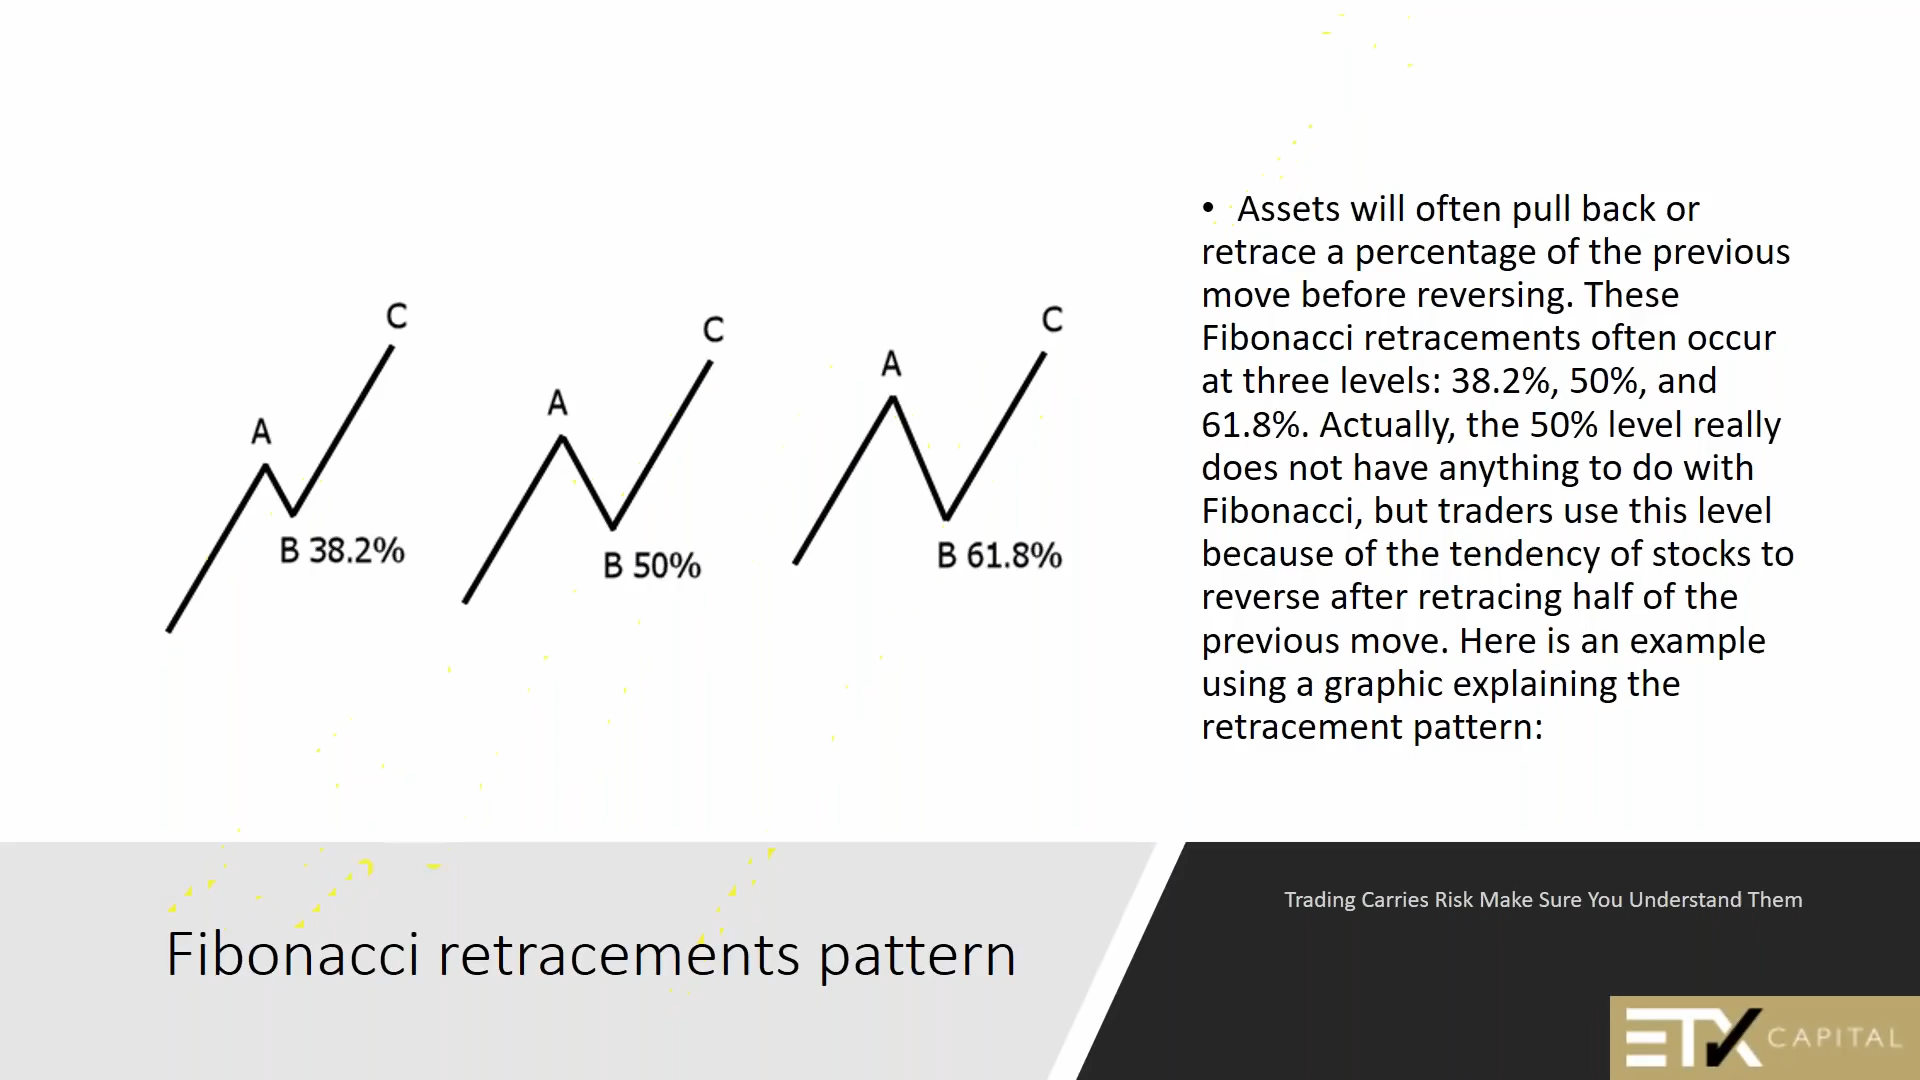 C
C
C
A
A
A
B 38.2%
B 50%
B 61.8%
• Assets will often pull back or
retrace a percentage of the previous
move before reversing. These
Fibonacci retracements often occur
at three levels: 38.2%, 50%, and
61.8%. Actually, the 50% level really
does not have anything to do with
Fibonacci, but traders use this level
because of the tendency of stocks to
reverse after retracing half of the
previous move. Here is an example
using a graphic explaining the
retracement pattern:
Fibonacci retracements pattern
Trading Carries Risk Make Sure You Understand Them
ETX CAPITAL